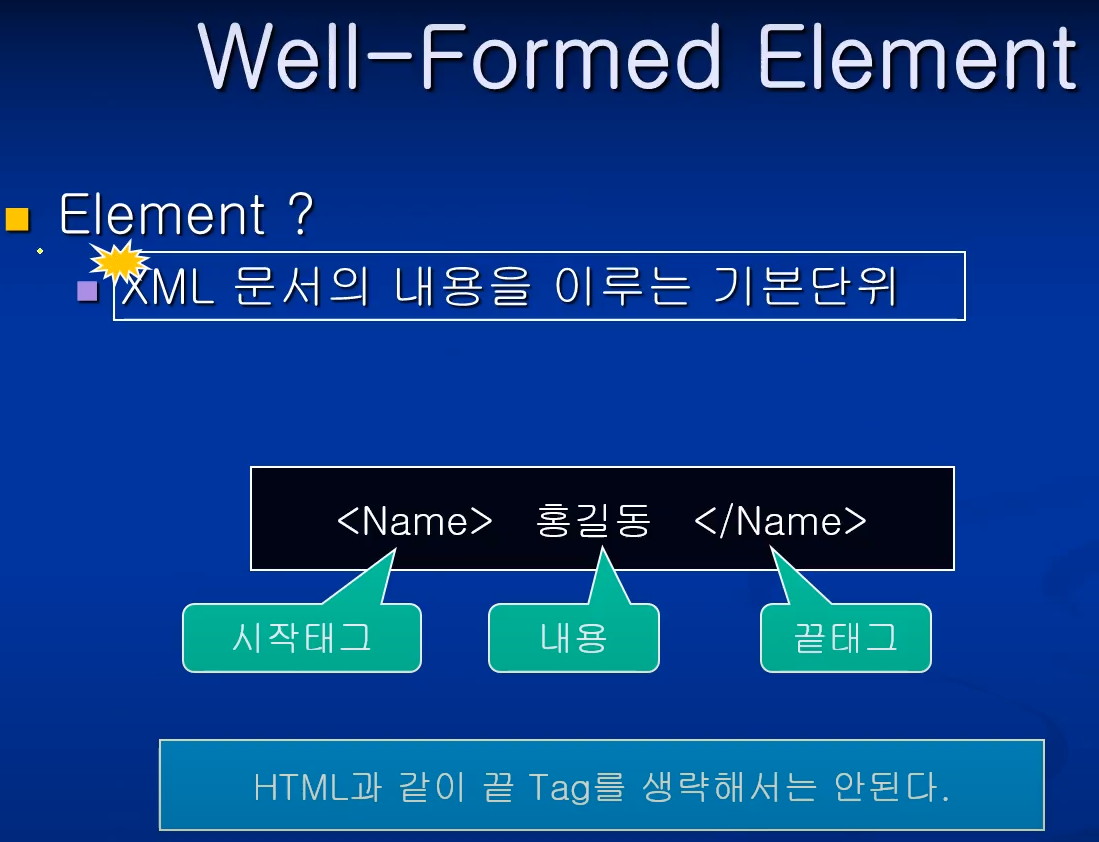 Well-Formed Element
Element ?
XML 문서의 내용을 이루는 기본단위
<Name> 홍길동 </Name>
시작태그 내용 끝태그
HTML과 같이 끝 Tag를 생략해서는 안된다.